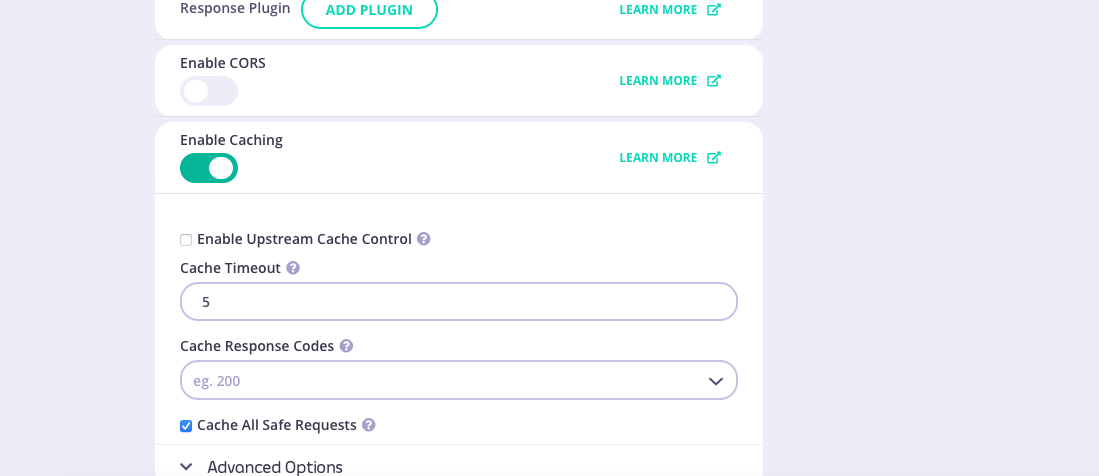 Response Plugin
ADD PLUGIN
LEARN MORE
Enable CORS
LEARN MORE
Enable Caching
LEARN MORE
Enable Upstream Cache Control ?
Cache Timeout ?
5
Cache Response Codes ?
eg. 200
Cache All Safe Requests ?
Advanced Options